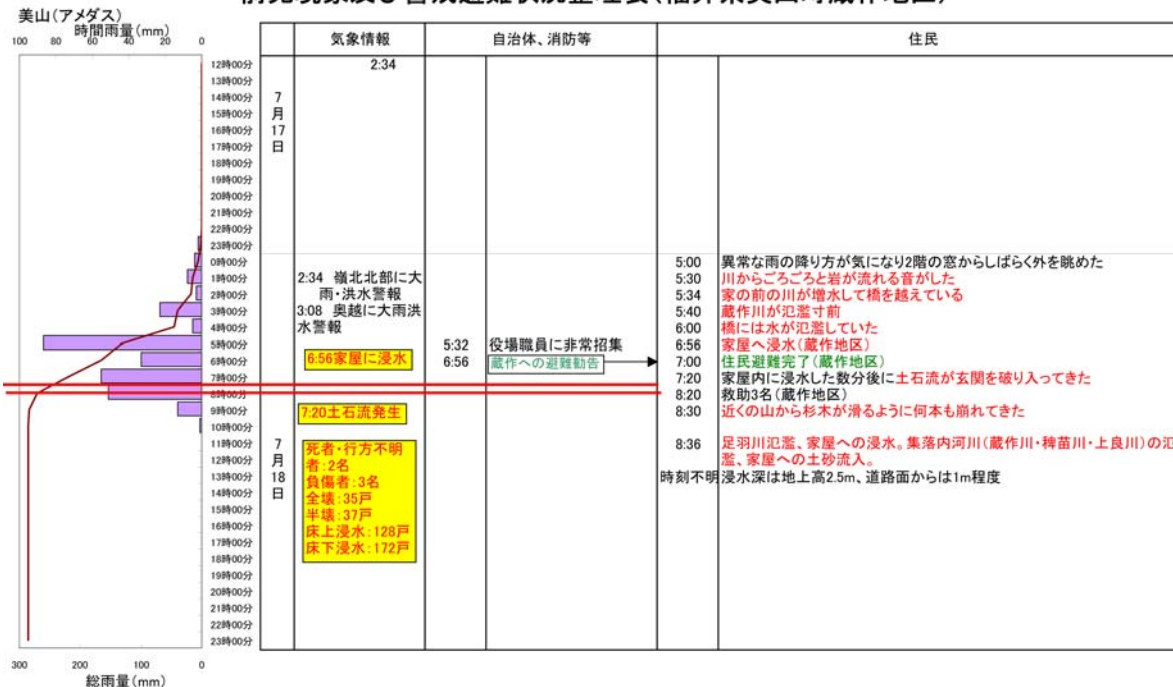 美山(アメダス)
時間雨量(mm)
100 80 60 40 20 0
気象情報
自治体、消防等
住民
12時00分
13時00分
14時00分
15時00分
16時00分
17時00分
18時00分
19時00分
20時00分
21時00分
22時00分
23時00分
0時00分
1時00分
2時00分
3時00分
4時00分
5時00分
6時00分
7時00分
8時00分
9時00分
10時00分
11時00分
12時00分
13時00分
14時00分
15時00分
16時00分
17時00分
18時00分
19時00分
20時00分
21時00分
22時00分
23時00分
300 200 100 0
総雨量(mm)
7
月
17
日
7
月
18
日
2:34
2:34 嶺北北部に大
雨・洪水警報
3:08 奥越に大雨洪
水警報
6:56家屋に浸水
7:20土石流発生
死者・行方不明
者:2名
負傷者:3名
全壊:35戸
半壊:37戸
床上浸水:128戸
床下浸水:172戸
5:32 役場職員に非常招集
6:56 蔵作への避難勧告
5:00 異常な雨の降り方が気になり2階の窓からしばらく外を眺めた
5:30 川からごろごろと岩が流れる音がした
5:34 家の前の川が増水して橋を越えている
5:40 蔵作川が氾濫寸前
6:00 橋には水が氾濫していた
6:56 家屋へ浸水(蔵作地区)
7:00 住民避難完了(蔵作地区)
7:20 家屋内に浸水した数分後に土石流が玄関を破り入ってきた
8:20 救助3名(蔵作地区)
8:30 近くの山から杉木が滑るように何本も崩れてきた
8:36 足羽川氾濫、家屋への浸水。集落内河川(蔵作川・稗苗川・上良川)の氾
濫、家屋への土砂流入。
時刻不明 浸水深は地上高2.5m、道路面からは1m程度